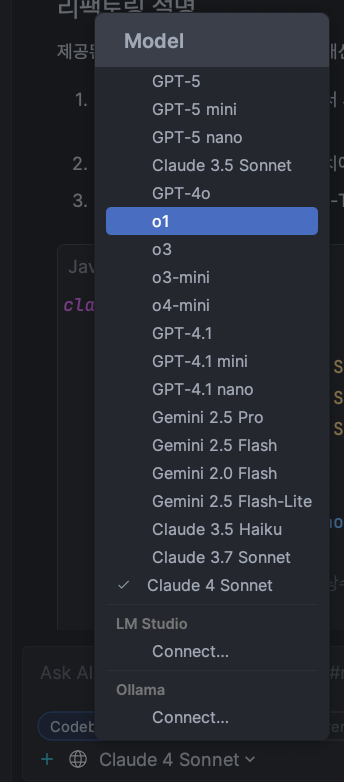 리팩토링 설명
Model
GPT-5
GPT-5 mini
GPT-5 nano
Claude 3.5 Sonnet
GPT-4o
o1
o3
o3-mini
o4-mini
GPT-4.1
GPT-4.1 mini
GPT-4.1 nano
Gemini 2.5 Pro
Gemini 2.5 Flash
Gemini 2.0 Flash
Gemini 2.5 Flash-Lite
Claude 3.5 Haiku
Claude 3.7 Sonnet
✓ Claude 4 Sonnet
LM Studio
Connect...
Ollama
Connect...
1.
2.
3.
Jav
cla
Ask AI
Codeb
+ Claude 4 Sonnet